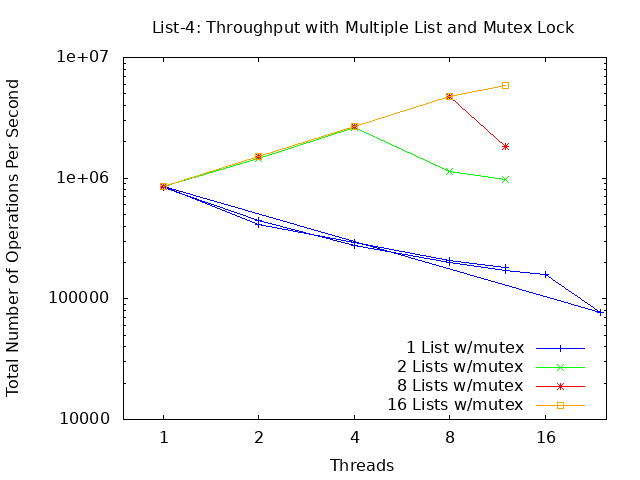 List-4: Throughput with Multiple List and Mutex Lock
Total Number of Operations Per Second
1e+07
1e+06
100000
10000
1 List w/mutex
2 Lists w/mutex
8 Lists w/mutex
16 Lists w/mutex
1 2 4 8 16
Threads